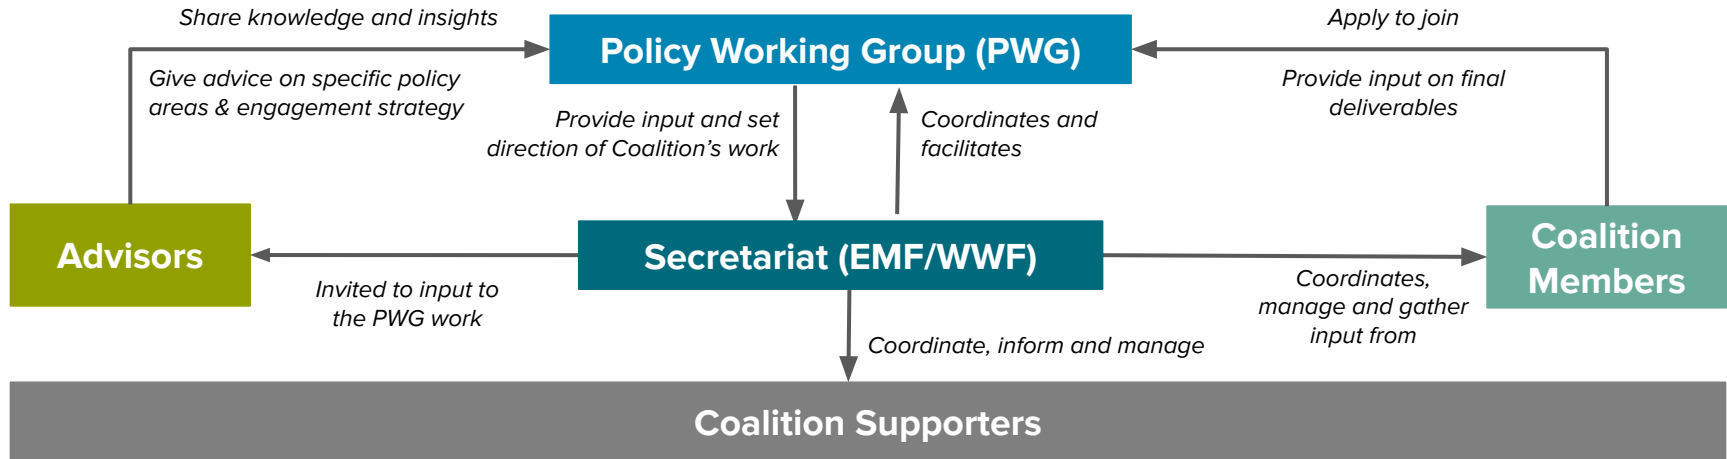 Share knowledge and insights
Policy Working Group (PWG)
Apply to join
Give advice on specific policy
areas & engagement strategy
Provide input on final
deliverables
Provide input and set
direction of Coalition’s work
Coordinates and
facilitates
Advisors
Secretariat (EMF/WWF)
Coalition
Members
Invited to input to
the PWG work
Coordinates,
manage and gather
input from
Coordinate, inform and manage
Coalition Supporters